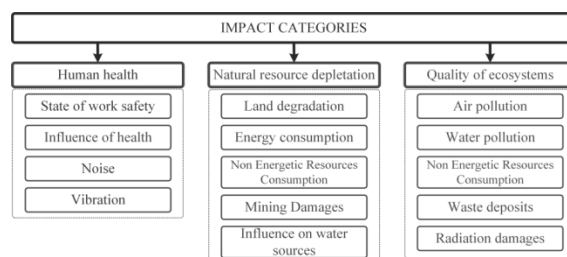 IMPACT CATEGORIES
Human health
State of work safety
Influence of health
Noise
Vibration
Natural resource depletation
Land degradation
Energy consumption
Non Energetic Resources
Consumption
Mining Damages
Influence on water
sources
Quality of ecosystems
Air pollution
Water pollution
Non Energetic Resources
Consumption
Waste deposits
Radiation damages